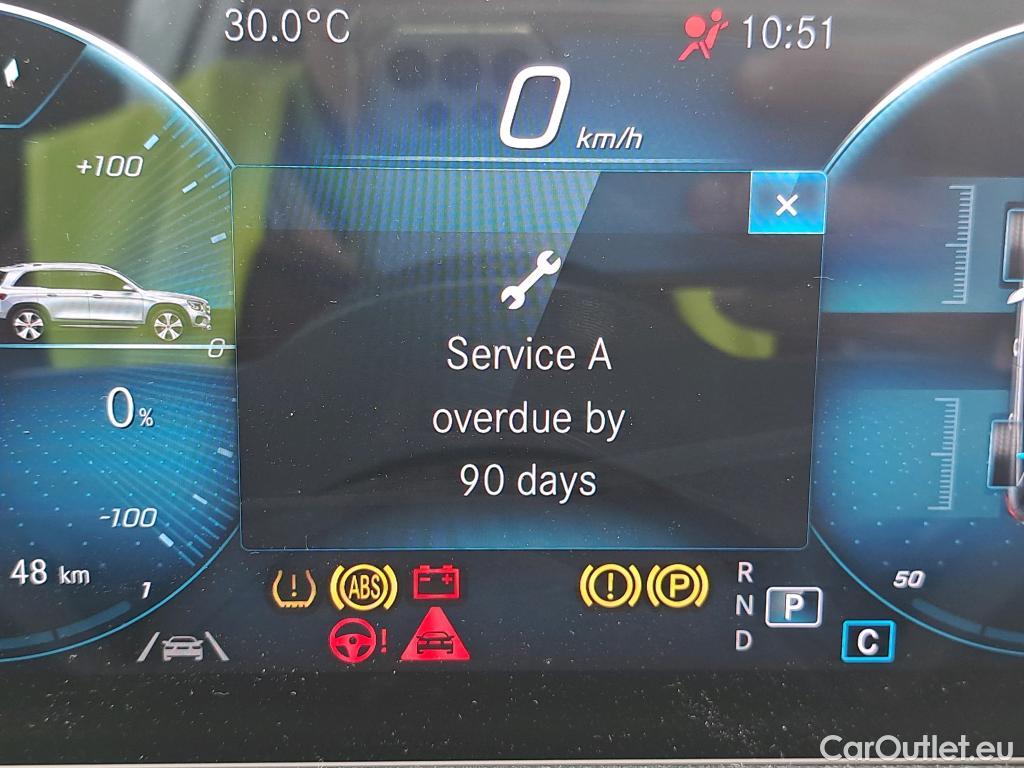 30.0°C
10:51
0 km/h
+100
×
Service A
overdue by
90 days
0
0%
-100
48 km
1
ABS
!
P
R
N
D
P
50
!
C
CarOutlet.eu